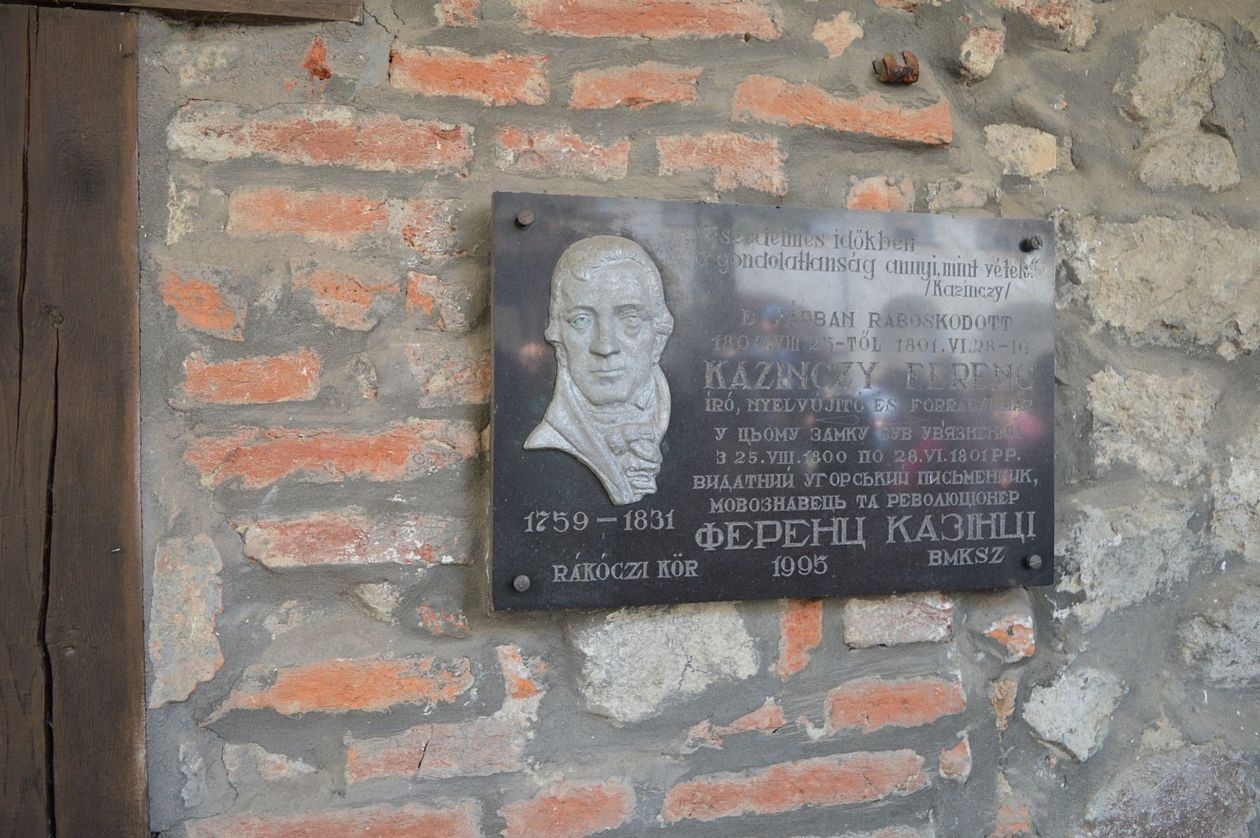 szerelmes időkben
gondolatlanság annyi, mint vétek."
/Kazinczy/
E VÁRBAN RABOSKODOTT
1800.VIII.25-TŐL 1801.VI.28-IG
KAZINCZY FERENC
ÍRÓ, NYELVÚJÍTÓ ÉS FORRADALMÁR
У ЦЬОМУ ЗАМКУ БУВ УВ'ЯЗНЕНИЙ
З 25.VIII.1800 ПО 28.VI.1801 РР.
ВИДАТНИЙ УГОРСЬКИЙ ПИСЬМЕННИК,
МОВОЗНАВЕЦЬ ТА РЕВОЛЮЦІОНЕР
ФЕРЕНЦ КАЗІНЦІ
1759 – 1831
RÁKÓCZI KÖR 1995 BMKSZ